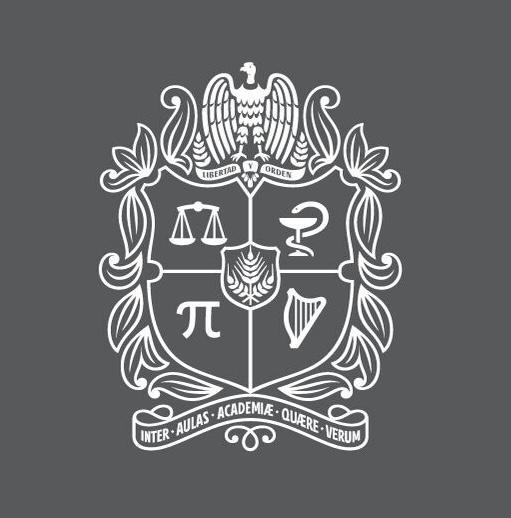 LIBERTAD Y ORDEN
π
INTER · AULAS · ACADEMIÆ · QUÆRE · VERUM